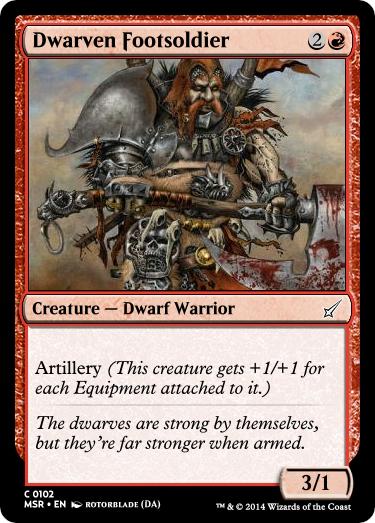 Dwarven Footsoldier 2
Creature — Dwarf Warrior
Artillery (This creature gets +1/+1 for
each Equipment attached to it.)
The dwarves are strong by themselves,
but they're far stronger when armed.
3/1
C 0102
MSR • EN ROTORBLADE (DA)
™ & © 2014 Wizards of the Coast